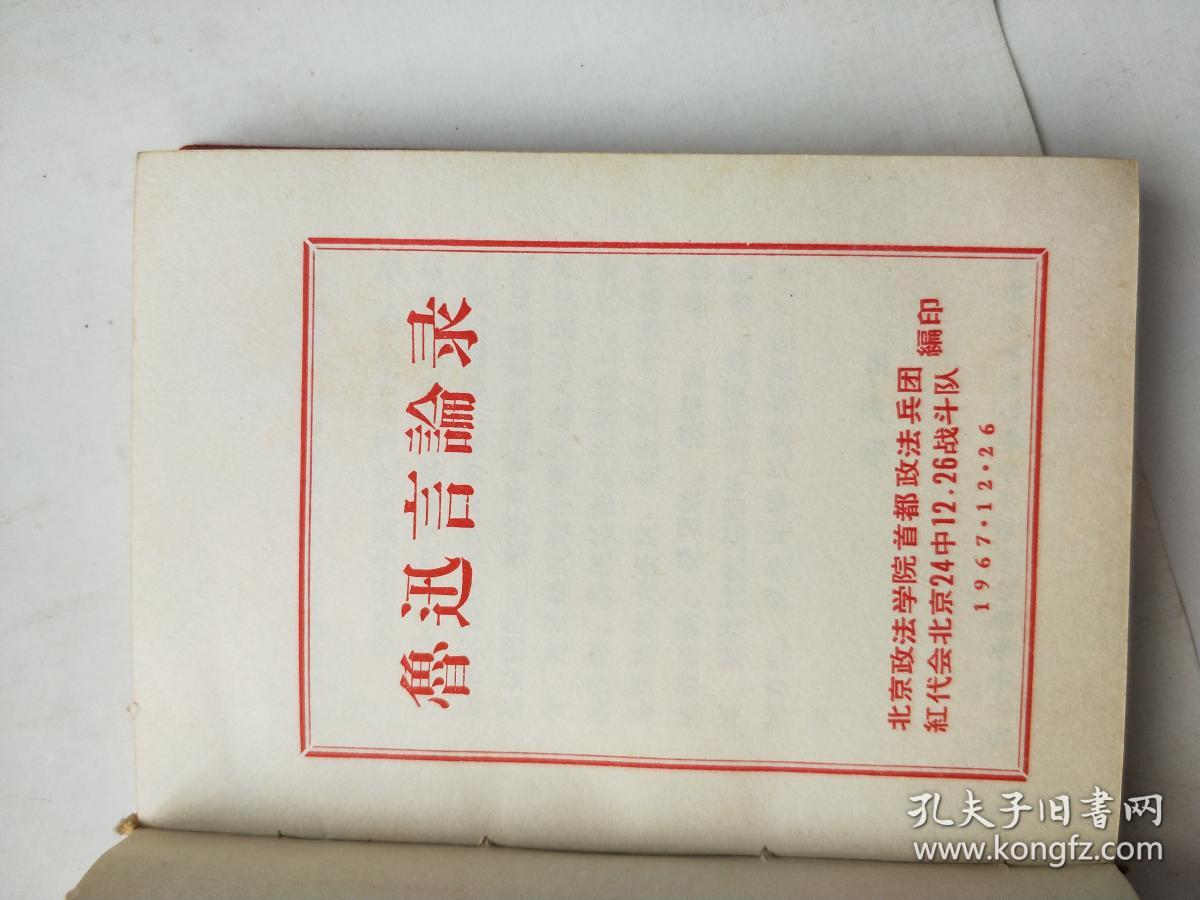 魯迅言論录
北京政法学院首都政法兵团
紅代会北京24中12.26战斗队
編印
1967·12·26
孔夫子旧書网
www.kongfz.com